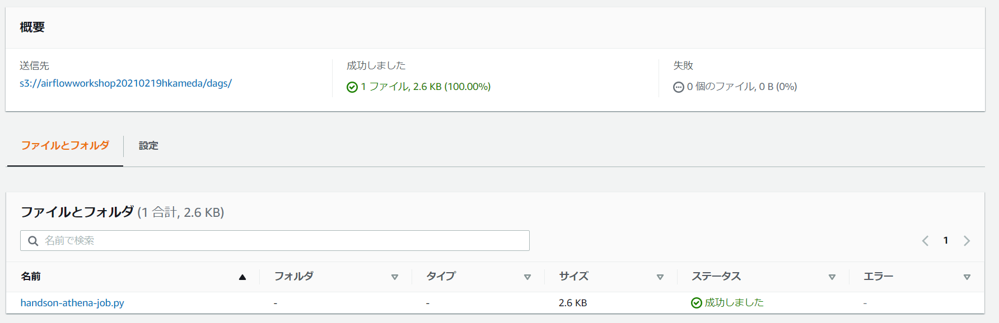 概要
送信先
s3://airflowworkshop20210219hkameda/dags/
成功しました
1 ファイル, 2.6 KB (100.00%)
失敗
0 個のファイル, 0 B (0%)
ファイルとフォルダ
設定
ファイルとフォルダ (1 合計, 2.6 KB)
名前で検索
1
名前 フォルダ タイプ サイズ ステータス エラー
handson-athena-job.py - - 2.6 KB 成功しました -